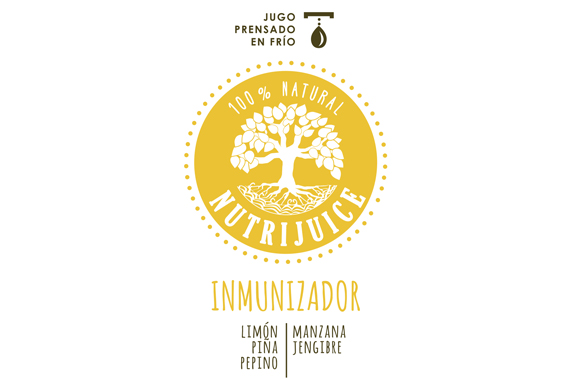 JUGO
PRENSADO
EN FRÍO
100% NATURAL
NUTRIJUICE
INMUNIZADOR
LIMÓN
PIÑA
PEPINO
MANZANA
JENGIBRE